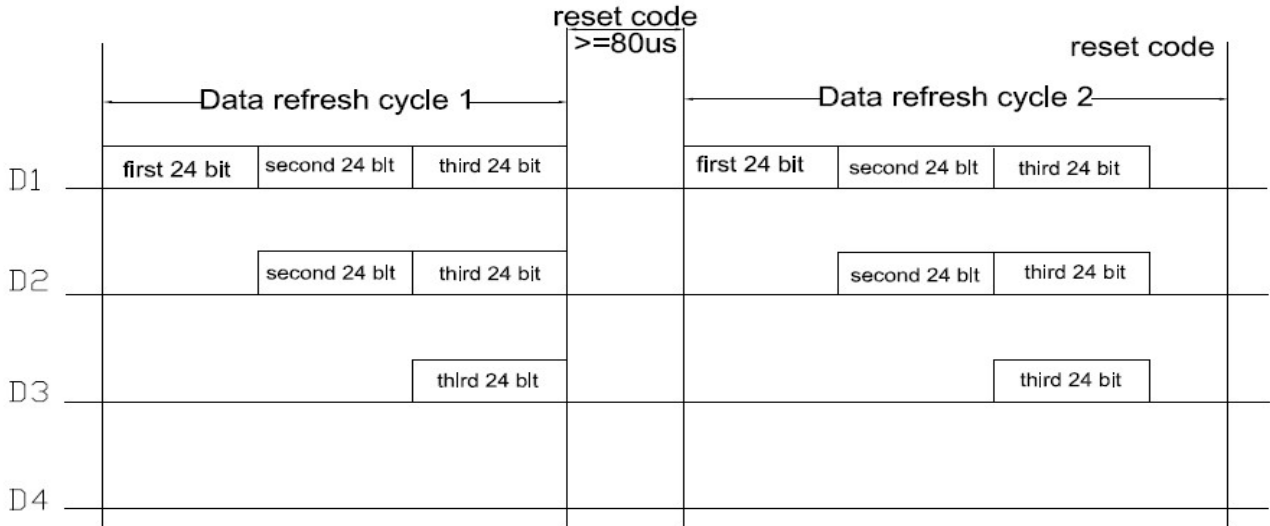 reset code
>=80us
reset code
Data refresh cycle 1
Data refresh cycle 2
D1
first 24 bit
second 24 blt
third 24 bit
first 24 bit
second 24 blt
third 24 bit
D2
second 24 blt
third 24 bit
second 24 blt
third 24 bit
D3
thlrd 24 blt
third 24 bit
D4